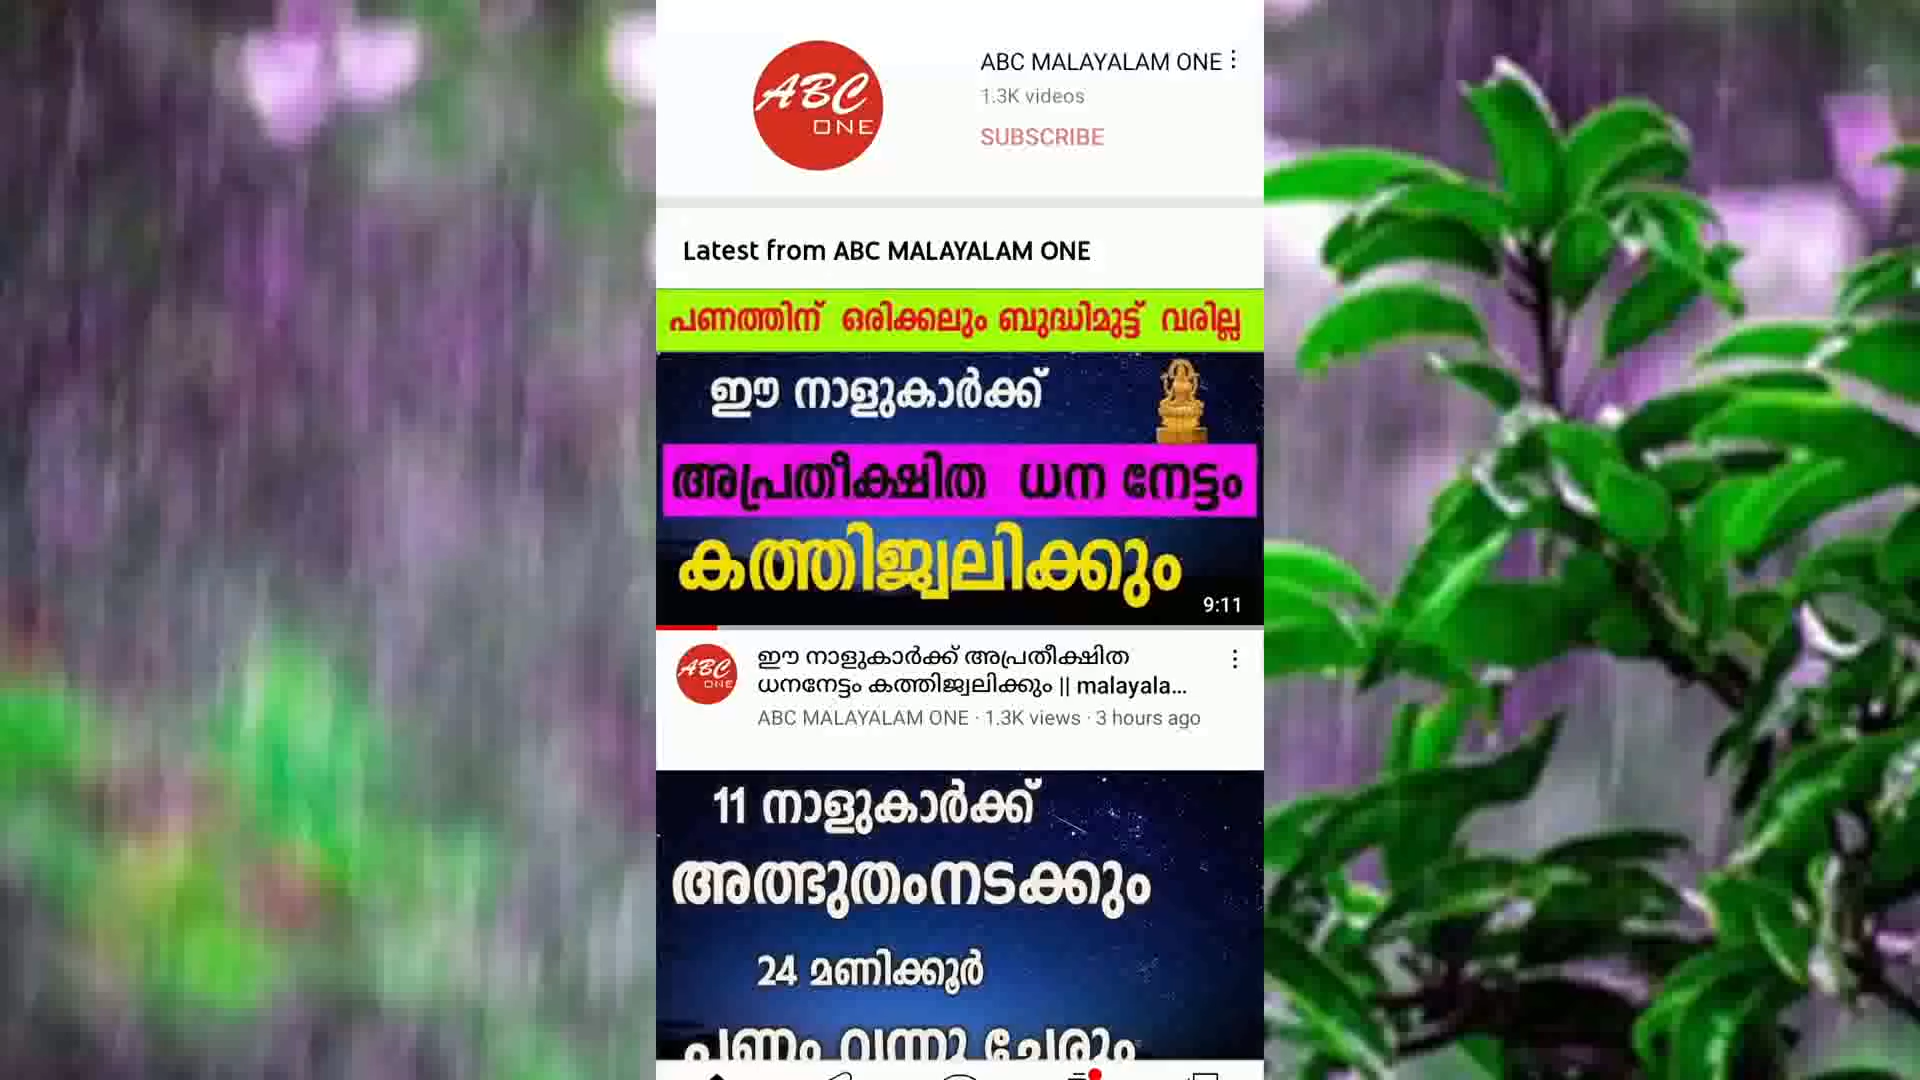 ABC
ONE
ABC MALAYALAM ONE
1.3K videos
SUBSCRIBE
Latest from ABC MALAYALAM ONE
പണത്തിന് ഒരിക്കലും ബുദ്ധിമുട്ട് വരില്ല
ഈ നാളുകാർക്ക്
അപ്രതീക്ഷിത ധന നേട്ടം
കത്തിജ്വലിക്കും
9:11
ABC
ONE
ഈ നാളുകാർക്ക് അപ്രതീക്ഷിത
ധനനേട്ടം കത്തിജ്വലിക്കും || malayala...
ABC MALAYALAM ONE · 1.3K views · 3 hours ago
11 നാളുകാർക്ക്
അത്ഭുതംനടക്കും
24 മണിക്കൂർ
പണം വന്നു ചേരും